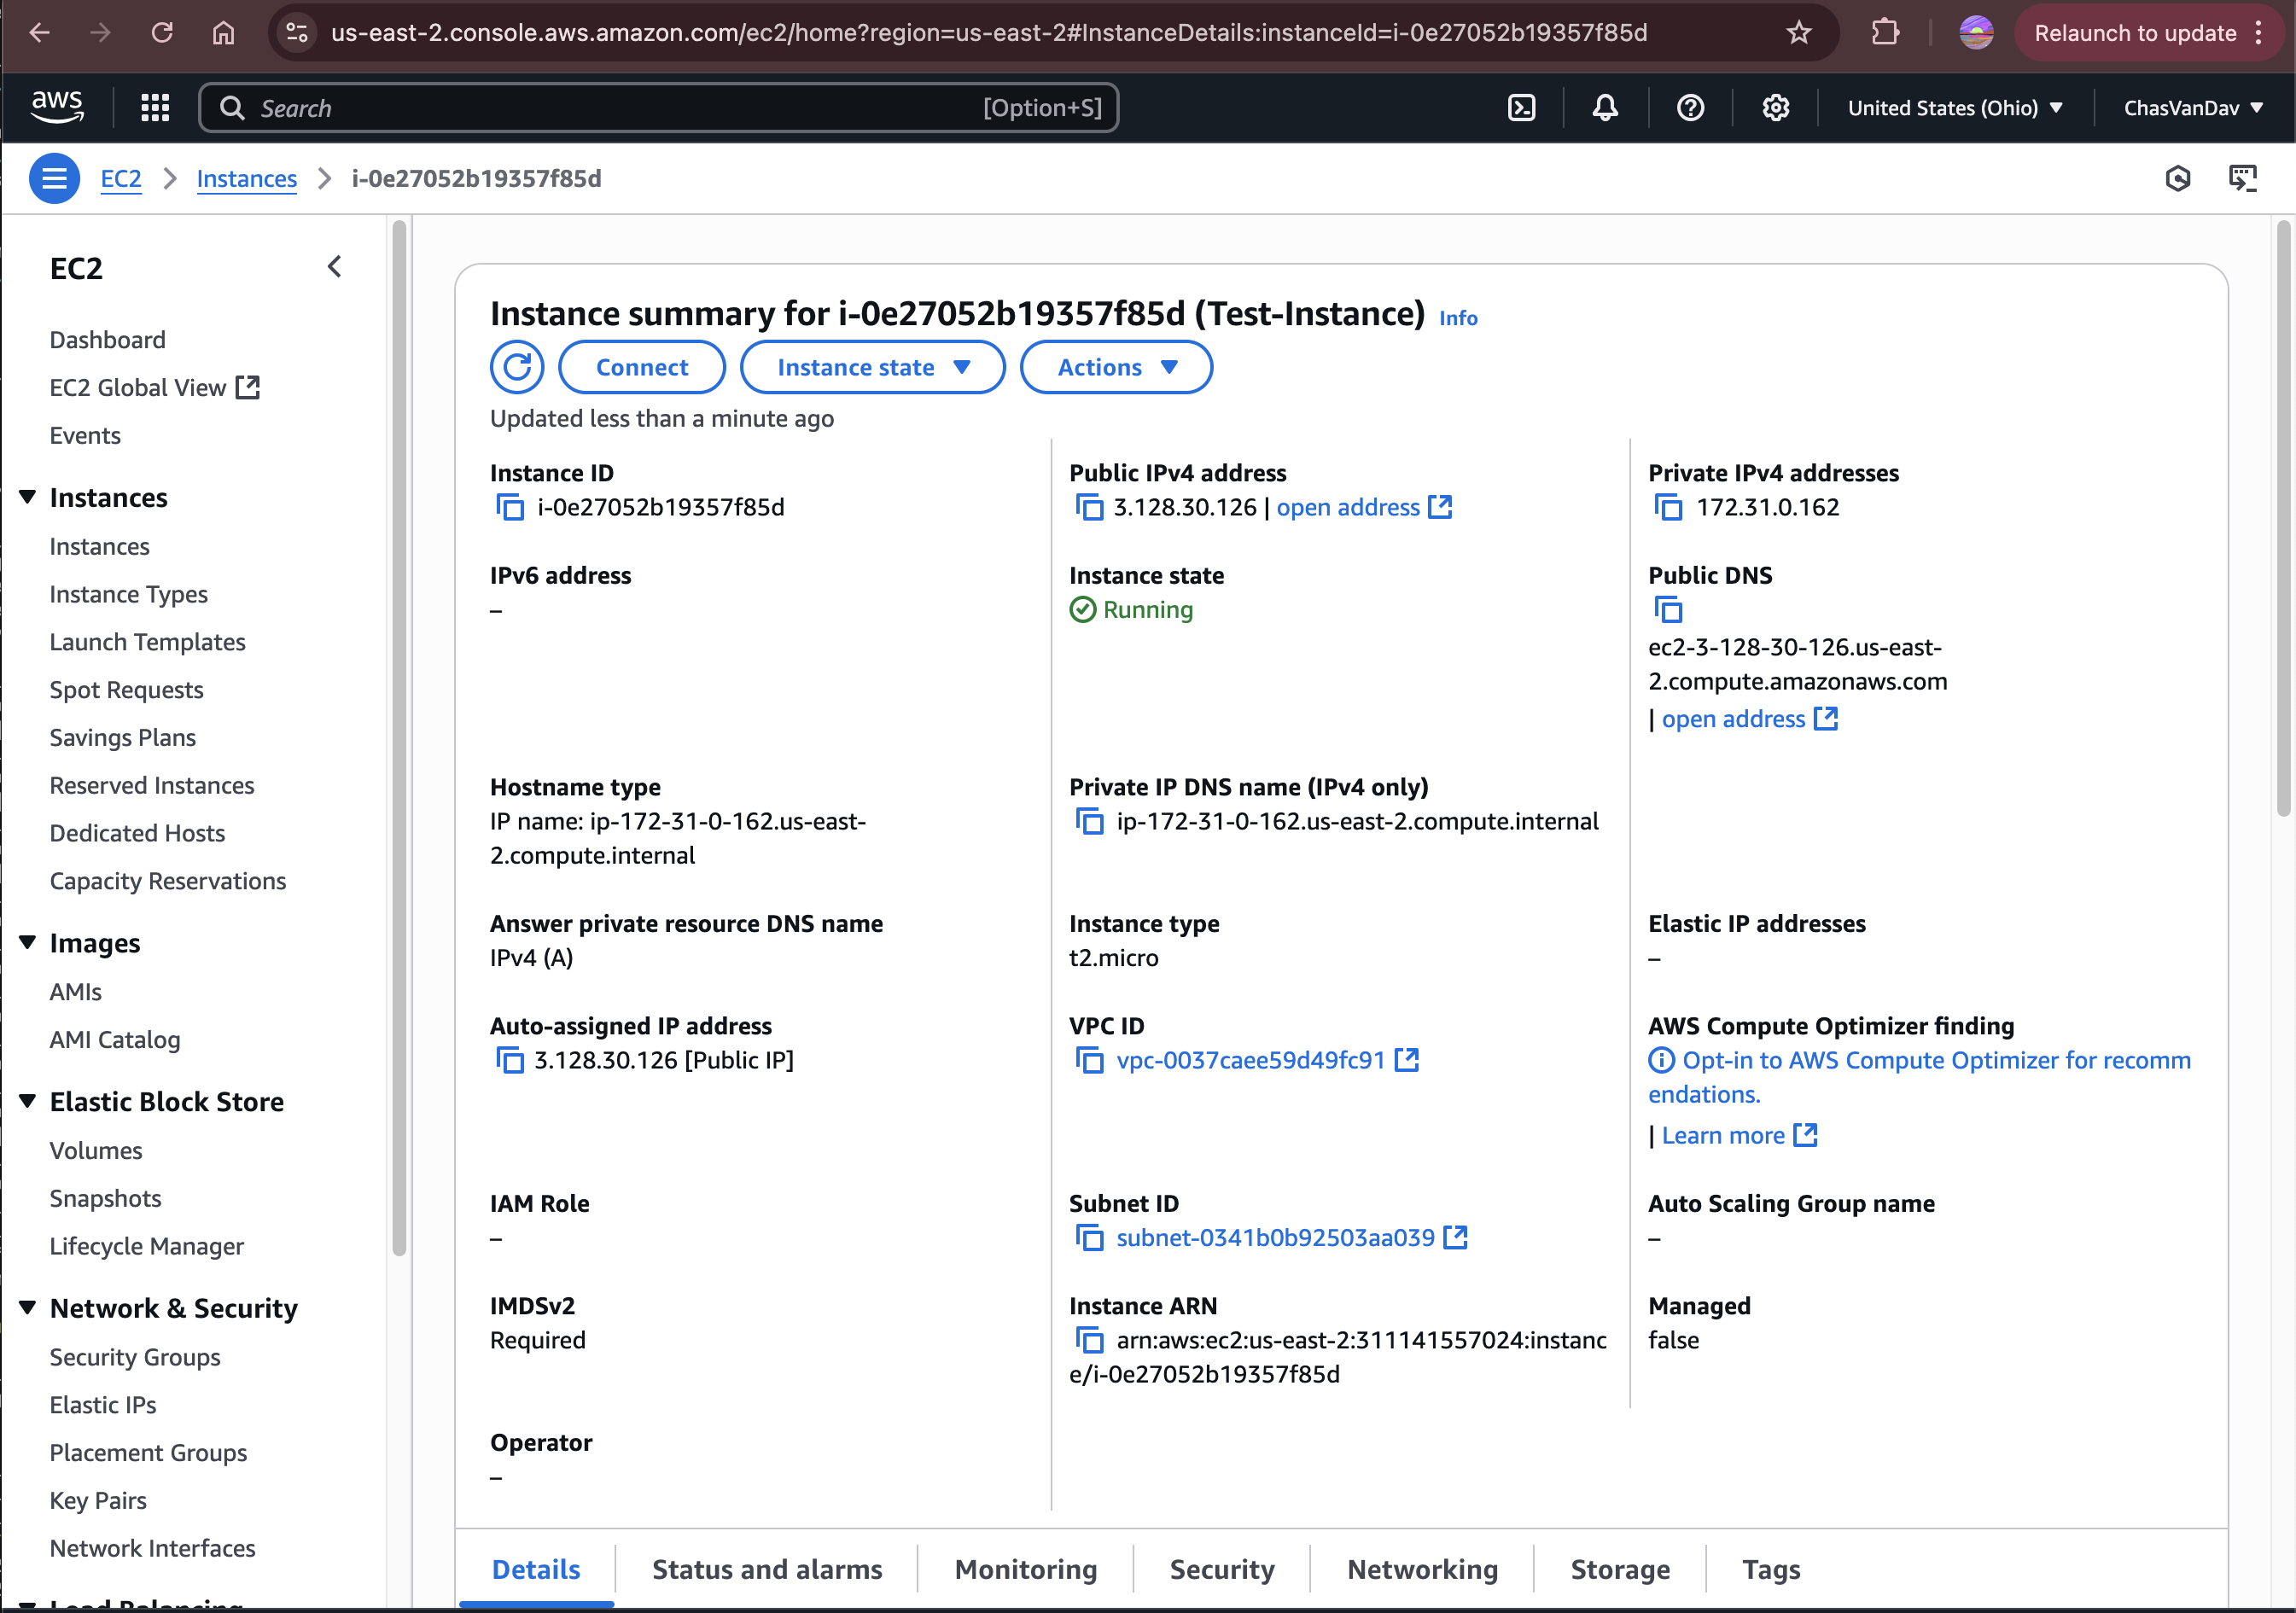 us-east-2.console.aws.amazon.com/ec2/home?region=us-east-2#InstanceDetails:instanceId=i-0e27052b19357f85d
Relaunch to update
aws
Search
[Option+S]
United States (Ohio)
ChasVanDav
EC2
Instances
i-0e27052b19357f85d
EC2
Dashboard
EC2 Global View
Events
Instances
Instances
Instance Types
Launch Templates
Spot Requests
Savings Plans
Reserved Instances
Dedicated Hosts
Capacity Reservations
Images
AMIs
AMI Catalog
Elastic Block Store
Volumes
Snapshots
Lifecycle Manager
Network & Security
Security Groups
Elastic IPs
Placement Groups
Key Pairs
Network Interfaces
Load Balancing
Instance summary for i-0e27052b19357f85d (Test-Instance) Info
Connect
Instance state
Actions
Updated less than a minute ago
Instance ID
i-0e27052b19357f85d
Public IPv4 address
3.128.30.126 | open address
Private IPv4 addresses
172.31.0.162
IPv6 address
–
Instance state
Running
Public DNS
ec2-3-128-30-126.us-east-
2.compute.amazonaws.com
| open address
Hostname type
IP name: ip-172-31-0-162.us-east-
2.compute.internal
Private IP DNS name (IPv4 only)
ip-172-31-0-162.us-east-2.compute.internal
Answer private resource DNS name
IPv4 (A)
Instance type
t2.micro
Elastic IP addresses
–
Auto-assigned IP address
3.128.30.126 [Public IP]
VPC ID
vpc-0037caee59d49fc91
AWS Compute Optimizer finding
Opt-in to AWS Compute Optimizer for recomm
endations.
| Learn more
IAM Role
–
Subnet ID
subnet-0341b0b92503aa039
Auto Scaling Group name
–
IMDSv2
Required
Instance ARN
arn:aws:ec2:us-east-2:311141557024:instanc
e/i-0e27052b19357f85d
Managed
false
Operator
–
Details
Status and alarms
Monitoring
Security
Networking
Storage
Tags